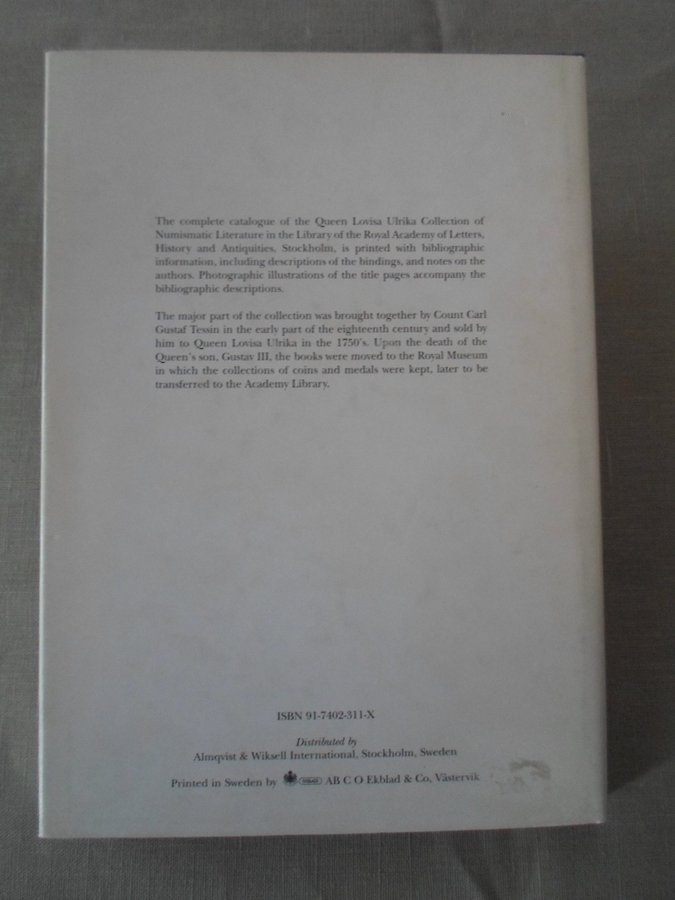 The complete catalogue of the Queen Lovisa Ulrika Collection of
Numismatic Literature in the Library of the Royal Academy of Letters,
History and Antiquities, Stockholm, is printed with bibliographic
information, including descriptions of the bindings, and notes on the
authors. Photographic illustrations of the title pages accompany the
bibliographic descriptions.
The major part of the collection was brought together by Count Carl
Gustaf Tessin in the early part of the eighteenth century and sold by
him to Queen Lovisa Ulrika in the 1750's. Upon the death of the
Queen's son, Gustav III, the books were moved to the Royal Museum
in which the collections of coins and medals were kept, later to be
transferred to the Academy Library.
ISBN 91-7402-311-X
Distributed by
Almqvist & Wiksell International, Stockholm, Sweden
Printed in Sweden by AB C O Ekblad & Co, Västervik